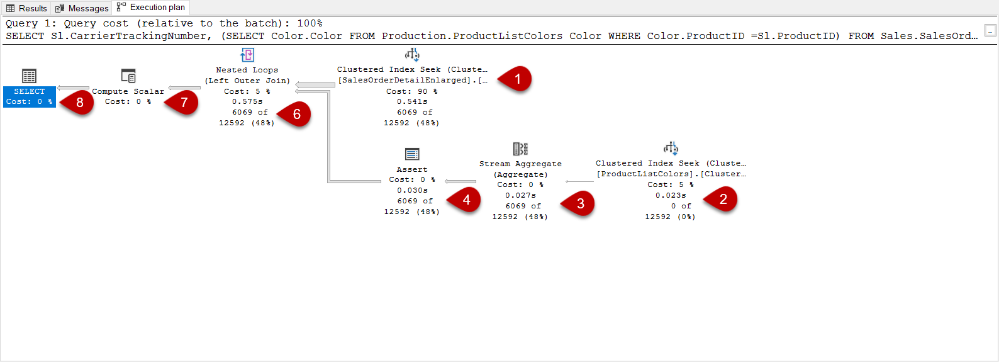 Results Messages Execution plan
Query 1: Query cost (relative to the batch): 100%
SELECT Sl.CarrierTrackingNumber, (SELECT Color.Color FROM Production.ProductListColors Color WHERE Color.ProductID =Sl.ProductID) FROM Sales.SalesOrd…
SELECT
Cost: 0 %
8
Compute Scalar
Cost: 0 %
7
Nested Loops
(Left Outer Join)
Cost: 5 %
0.575s
6069 of
12592 (48%)
6
Clustered Index Seek (Cluste…
[SalesOrderDetailEnlarged].[…
Cost: 90 %
0.541s
6069 of
12592 (48%)
1
Assert
Cost: 0 %
0.030s
6069 of
12592 (48%)
4
Stream Aggregate
(Aggregate)
Cost: 0 %
0.027s
6069 of
12592 (48%)
3
Clustered Index Seek (Cluste…
[ProductListColors].[Cluster…
Cost: 5 %
0.023s
0 of
12592 (0%)
2